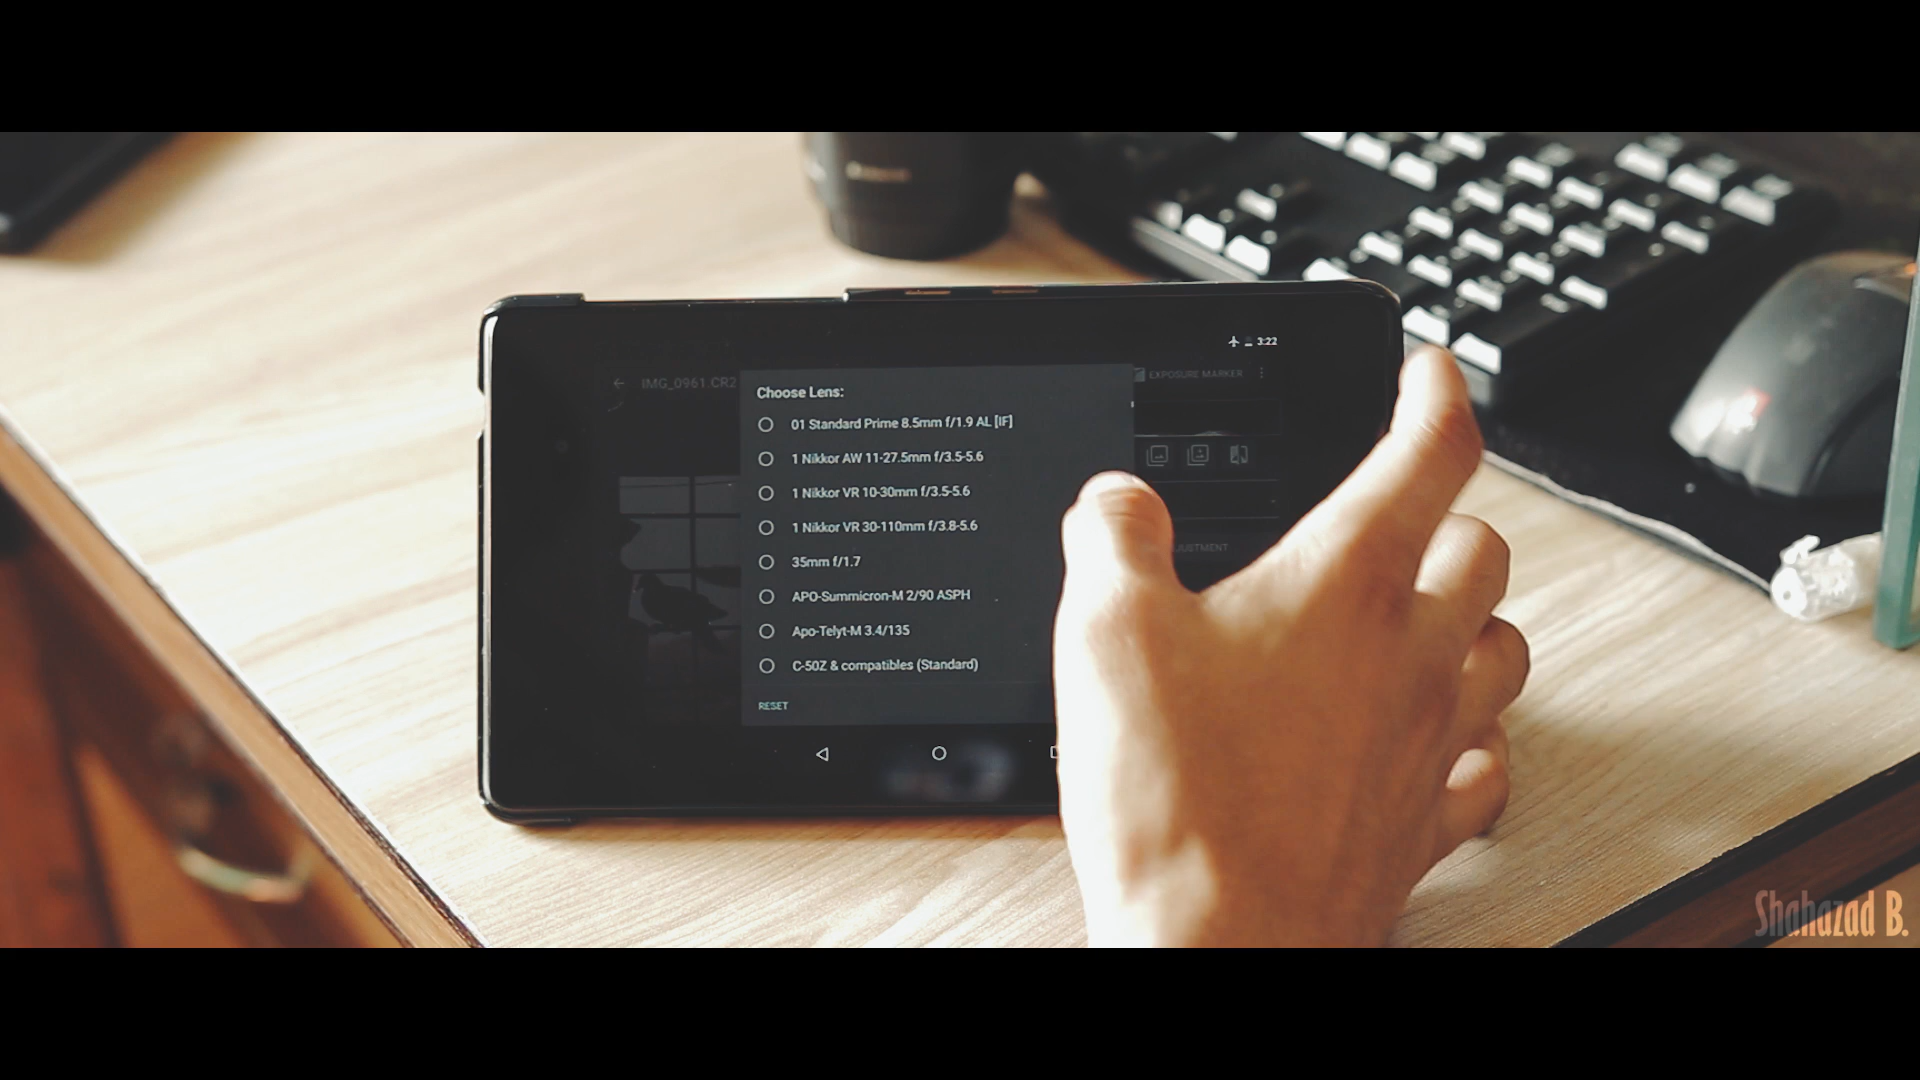 3:22
IMG_0961.CR2
EXPOSURE MARKER
Choose Lens:
01 Standard Prime 8.5mm f/1.9 AL [IF]
1 Nikkor AW 11-27.5mm f/3.5-5.6
1 Nikkor VR 10-30mm f/3.5-5.6
1 Nikkor VR 30-110mm f/3.8-5.6
35mm f/1.7
APO-Summicron-M 2/90 ASPH
Apo-Telyt-M 3.4/135
C-50Z & compatibles (Standard)
RESET
Shahazad B.